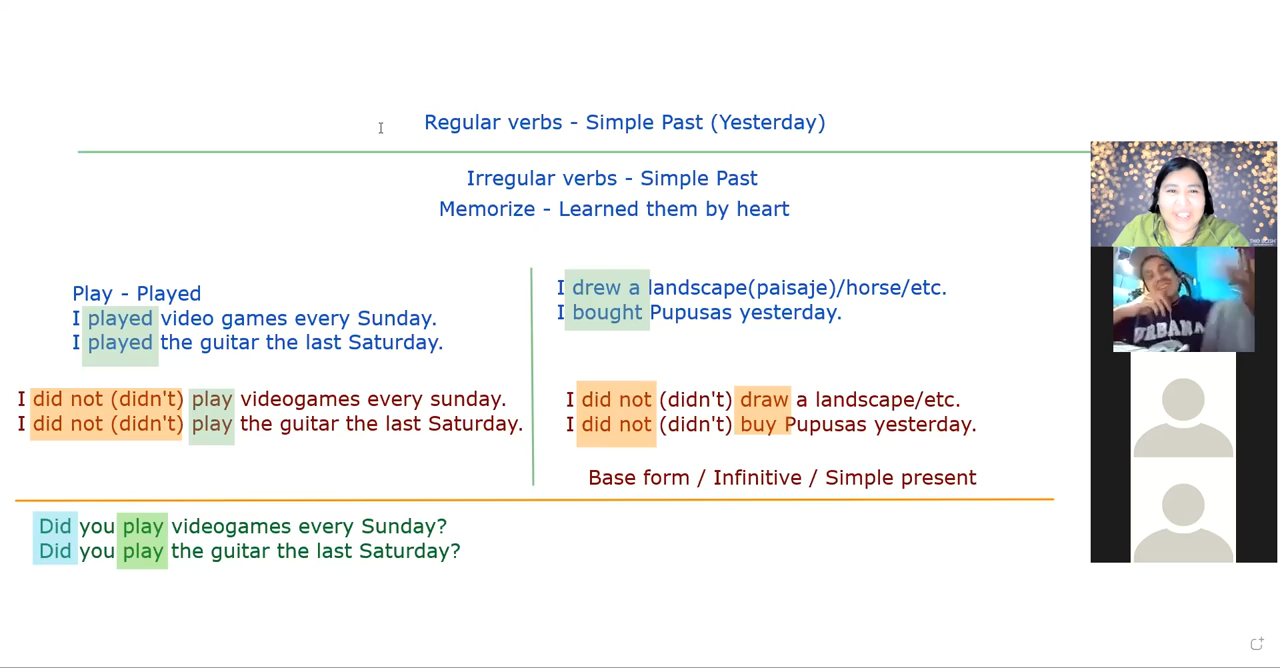 Regular verbs - Simple Past (Yesterday)
Irregular verbs - Simple Past
Memorize - Learned them by heart
Play - Played
I played video games every Sunday.
I played the guitar the last Saturday.
I drew a landscape(paisaje)/horse/etc.
I bought Pupusas yesterday.
I did not (didn't) play videogames every sunday.
I did not (didn't) play the guitar the last Saturday.
I did not (didn't) draw a landscape/etc.
I did not (didn't) buy Pupusas yesterday.
Base form / Infinitive / Simple present
Did you play videogames every Sunday?
Did you play the guitar the last Saturday?
URBANA